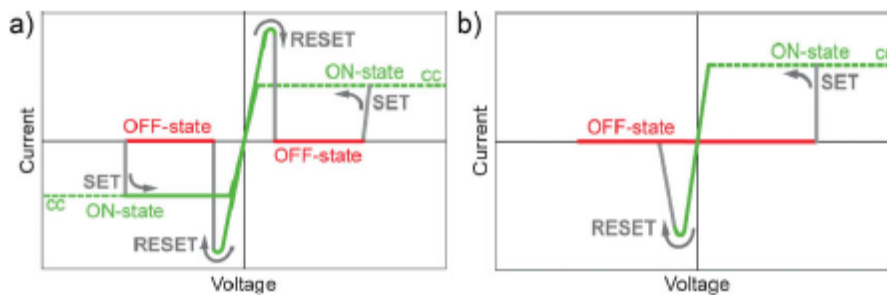 a)
RESET
ON-state
cc
SET
OFF-state
OFF-state
Current
SET
cc
ON-state
RESET
Voltage
b)
ON-state
cc
SET
OFF-state
Current
RESET
Voltage